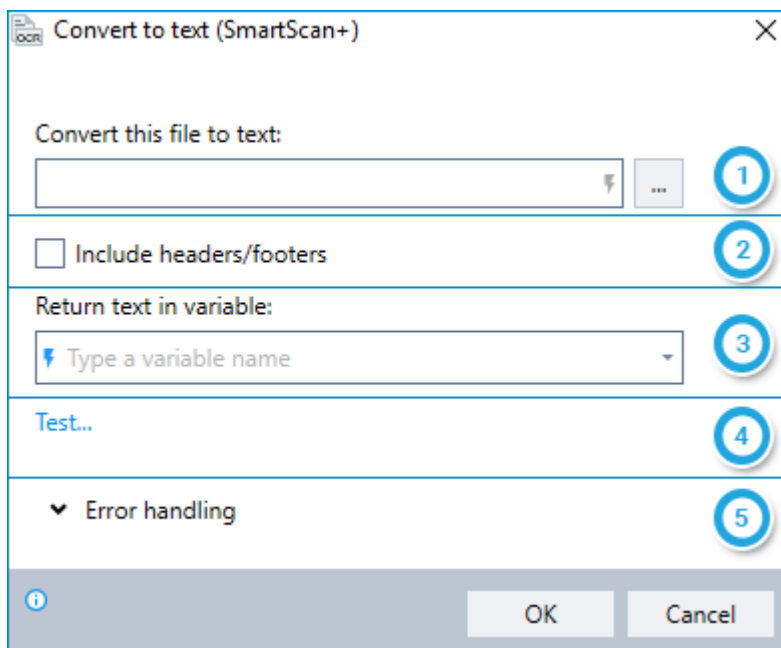 OCR Convert to text (SmartScan+)
Convert this file to text:
... 1
Include headers/footers 2
Return text in variable:
Type a variable name 3
Test... 4
Error handling 5
i OK Cancel